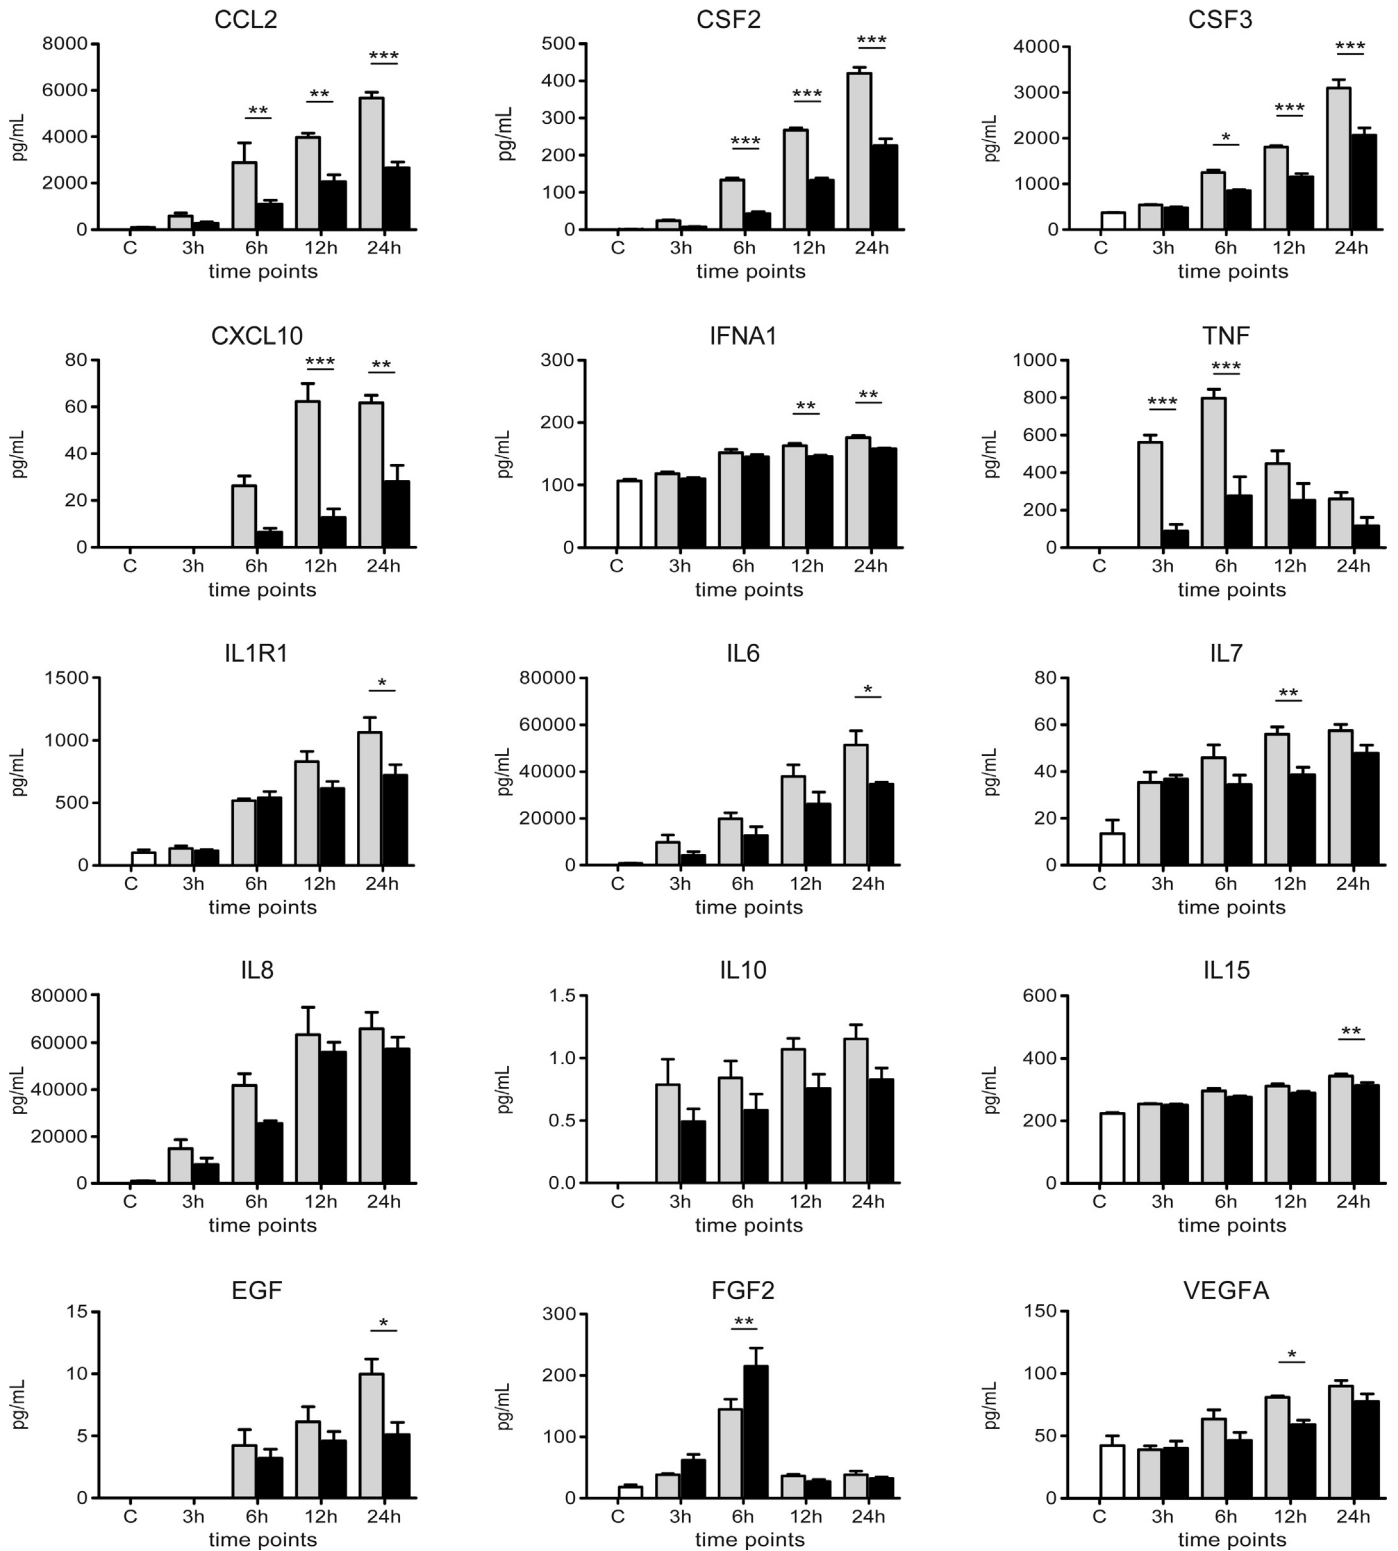 CCL2
8000
6000
4000
2000
0
pg/mL
**
**
***
C 3h 6h 12h 24h
time points
CSF2
500
400
300
200
100
0
pg/mL
***
***
***
C 3h 6h 12h 24h
time points
CSF3
4000
3000
2000
1000
0
pg/mL
*
***
***
C 3h 6h 12h 24h
time points
CXCL10
80
60
40
20
0
pg/mL
***
**
C 3h 6h 12h 24h
time points
IFNA1
300
200
100
0
pg/mL
**
**
C 3h 6h 12h 24h
time points
TNF
1000
800
600
400
200
0
pg/mL
***
***
C 3h 6h 12h 24h
time points
IL1R1
1500
1000
500
0
pg/mL
*
C 3h 6h 12h 24h
time points
IL6
80000
60000
40000
20000
0
pg/mL
*
C 3h 6h 12h 24h
time points
IL7
80
60
40
20
0
pg/mL
**
C 3h 6h 12h 24h
time points
IL8
80000
60000
40000
20000
0
pg/mL
C 3h 6h 12h 24h
time points
IL10
1.5
1.0
0.5
0.0
pg/mL
C 3h 6h 12h 24h
time points
IL15
600
400
200
0
pg/mL
**
C 3h 6h 12h 24h
time points
EGF
15
10
5
0
pg/mL
*
C 3h 6h 12h 24h
time points
FGF2
300
200
100
0
pg/mL
**
C 3h 6h 12h 24h
time points
VEGFA
150
100
50
0
pg/mL
*
C 3h 6h 12h 24h
time points